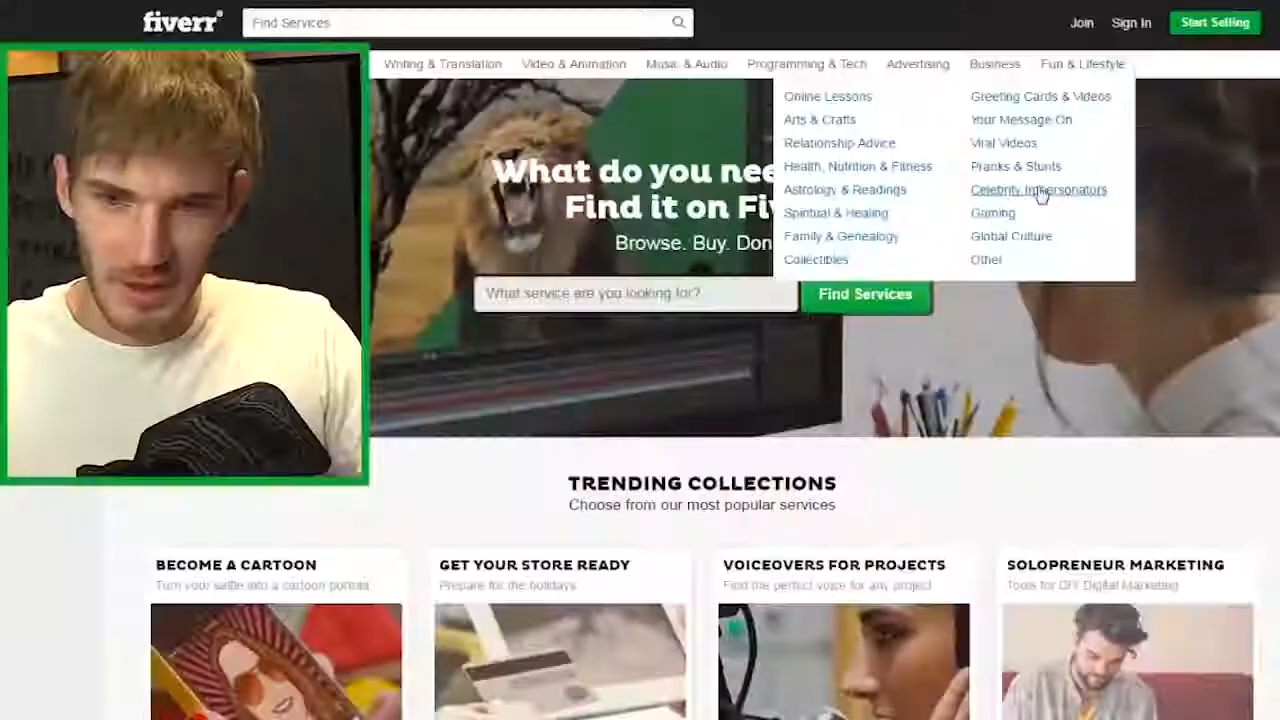 fiverr
Find Services
Join
Sign In
Start Selling
Writing & Translation
Video & Animation
Music & Audio
Programming & Tech
Advertising
Business
Fun & Lifestyle
Online Lessons
Arts & Crafts
Relationship Advice
Health, Nutrition & Fitness
Astrology & Readings
Spiritual & Healing
Family & Genealogy
Collectibles
Greeting Cards & Videos
Your Message On
Viral Videos
Pranks & Stunts
Celebrity Impersonators
Gaming
Global Culture
Other
What do you nee
Find it on Fi
Browse. Buy. Don
What service are you looking for?
Find Services
TRENDING COLLECTIONS
Choose from our most popular services
BECOME A CARTOON
Turn your selfie into a cartoon portrait
GET YOUR STORE READY
Prepare for the holidays
VOICEOVERS FOR PROJECTS
Find the perfect voice for any project
SOLOPRENEUR MARKETING
Tools for DIY Digital Marketing